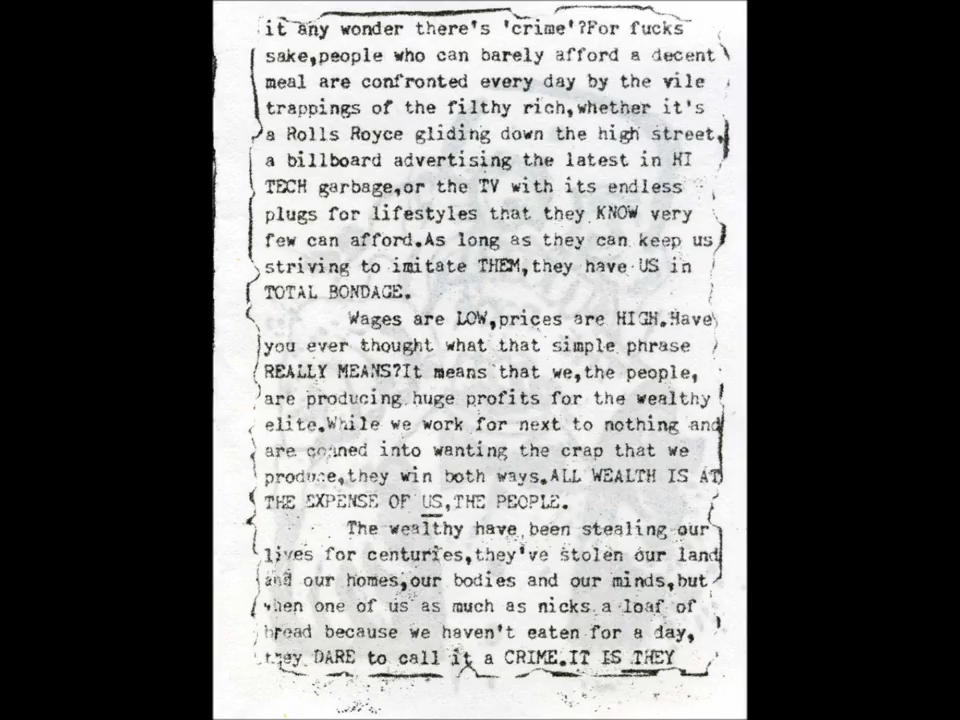 it any wonder there's 'crime'?For fucks
sake,people who can barely afford a decent
meal are confronted every day by the vile
trappings of the filthy rich,whether it's
a Rolls Royce gliding down the high street,
a billboard advertising the latest in HI
TECH garbage,or the TV with its endless
plugs for lifestyles that they KNOW very
few can afford.As long as they can keep us
striving to imitate THEM,they have US in
TOTAL BONDAGE.
Wages are LOW,prices are HIGH.Have
you ever thought what that simple phrase
REALLY MEANS?It means that we,the people,
are producing huge profits for the wealthy
elite.While we work for next to nothing and
are conned into wanting the crap that we
produce,they win both ways.ALL WEALTH IS AT
THE EXPENSE OF US,THE PEOPLE.
The wealthy have been stealing our
lives for centuries,they've stolen our land
and our homes,our bodies and our minds,but
when one of us as much as nicks a loaf of
bread because we haven't eaten for a day,
they DARE to call it a CRIME.IT IS THEY